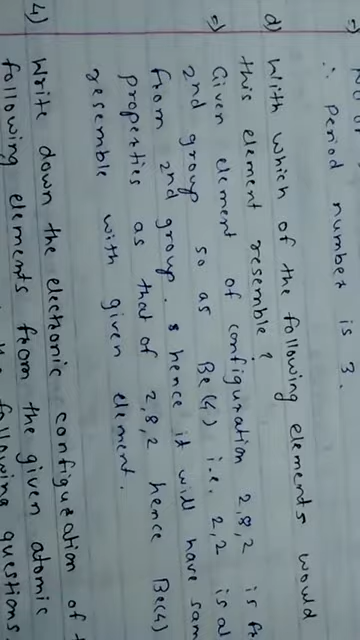 ∴ Period number is 3.
d) With which of the following elements would
this element resemble?
⇒ Given element of configuration 2,8,2 is
2nd group so as Be(4) i.e. 2,2 is
from 2nd group. hence it will have
properties as that of 2,8,2 hence Be(4)
resemble with given element.
4) Write down the electronic configuration of
following elements from the given atomic
following questions